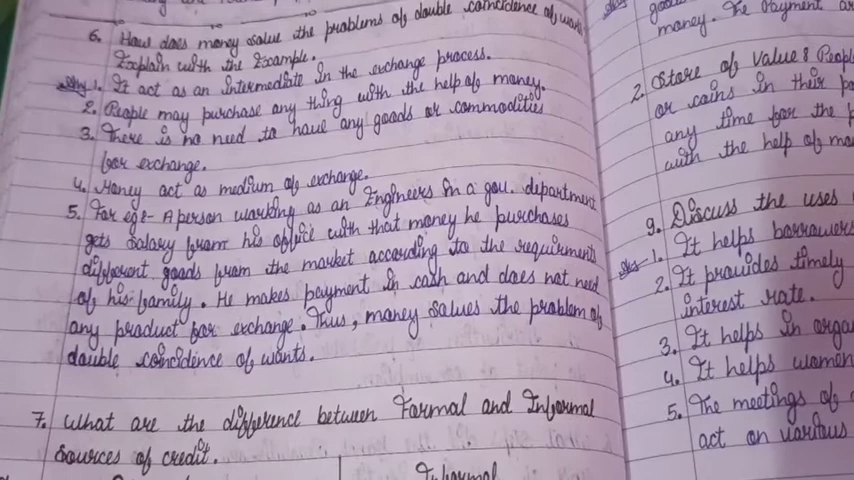 6. How does money solve the problems of double coincidence of wants
Explain with the Example.
Ans 1. It act as an Intermediate in the exchange process.
2. People may purchase any thing with the help of money.
3. There is no need to have any goods or commodities
for exchange.
4. Money act as medium of exchange.
5. For eg:- A person working as an Engineers in a gov. department
gets salary from his office with that money he purchases
different goods from the market according to the requirments
of his family. He makes payment in cash and does not need
any product for exchange. Thus, money solves the problem of
double coincidence of wants.
7. What are the difference between Formal and Informal
sources of credit.
Informal
money. The Payment
2. Store of Value:
or coins in their
any time for the
with the help of
9. Discuss the uses
Ans 1. It helps borrowers
2. It provides timely
interest rate.
3. It helps in
4. It helps women
5. The meetings of
act on various